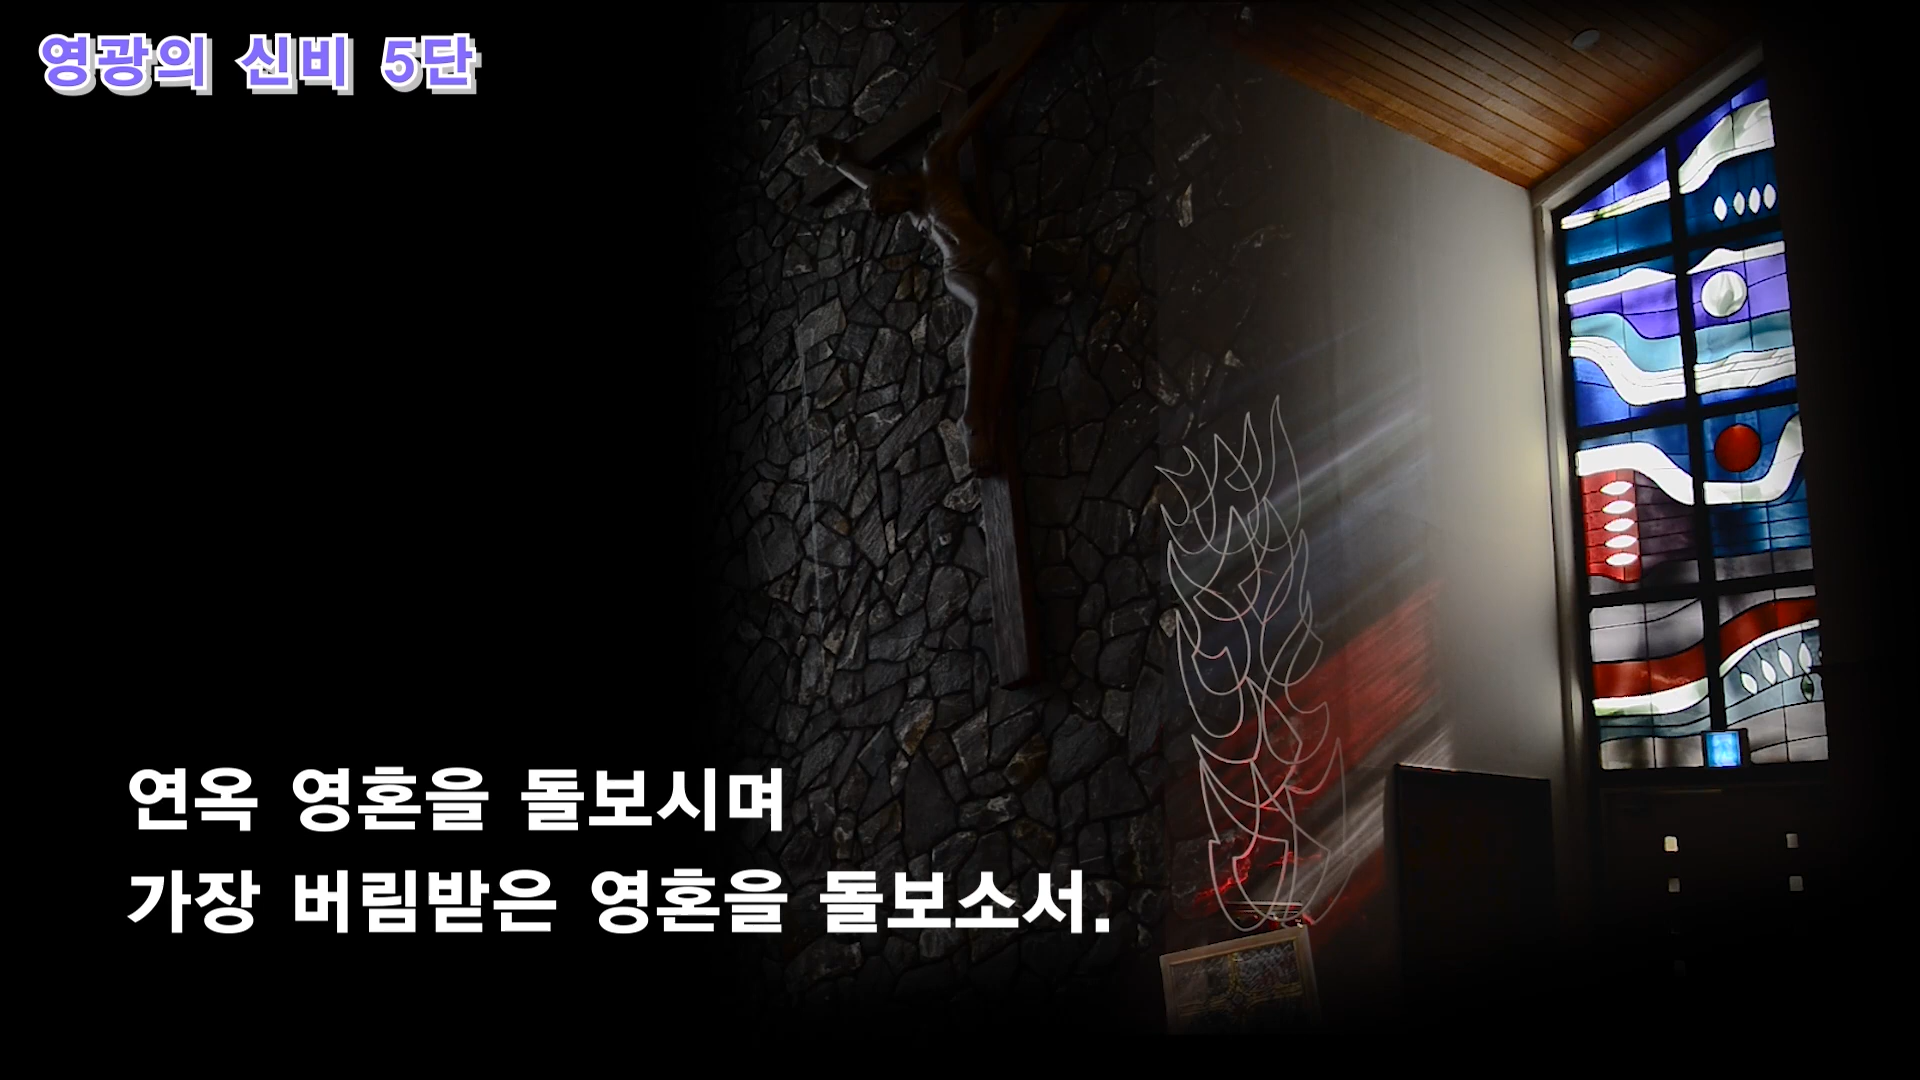 영광의 신비 5단
연옥 영혼을 돌보시며
가장 버림받은 영혼을 돌보소서.